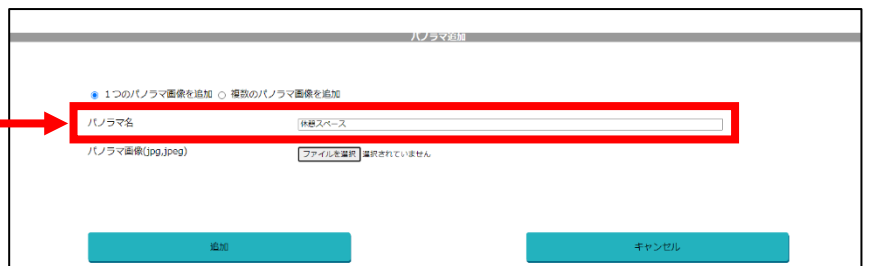 パノラマ追加
1つのパノラマ画像を追加 複数のパノラマ画像を追加
パノラマ名 休憩スペース
パノラマ画像(jpg,jpeg) ファイルを選択 選択されていません
追加 キャンセル